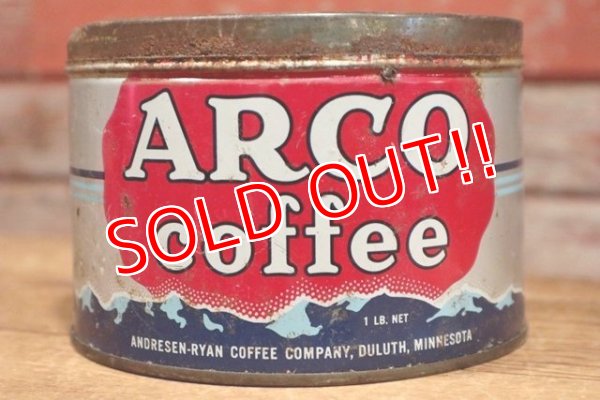 ARCO
SOLD OUT!!
coffee
1 LB. NET
ANDRESEN-RYAN COFFEE COMPANY, DULUTH, MINNESOTA